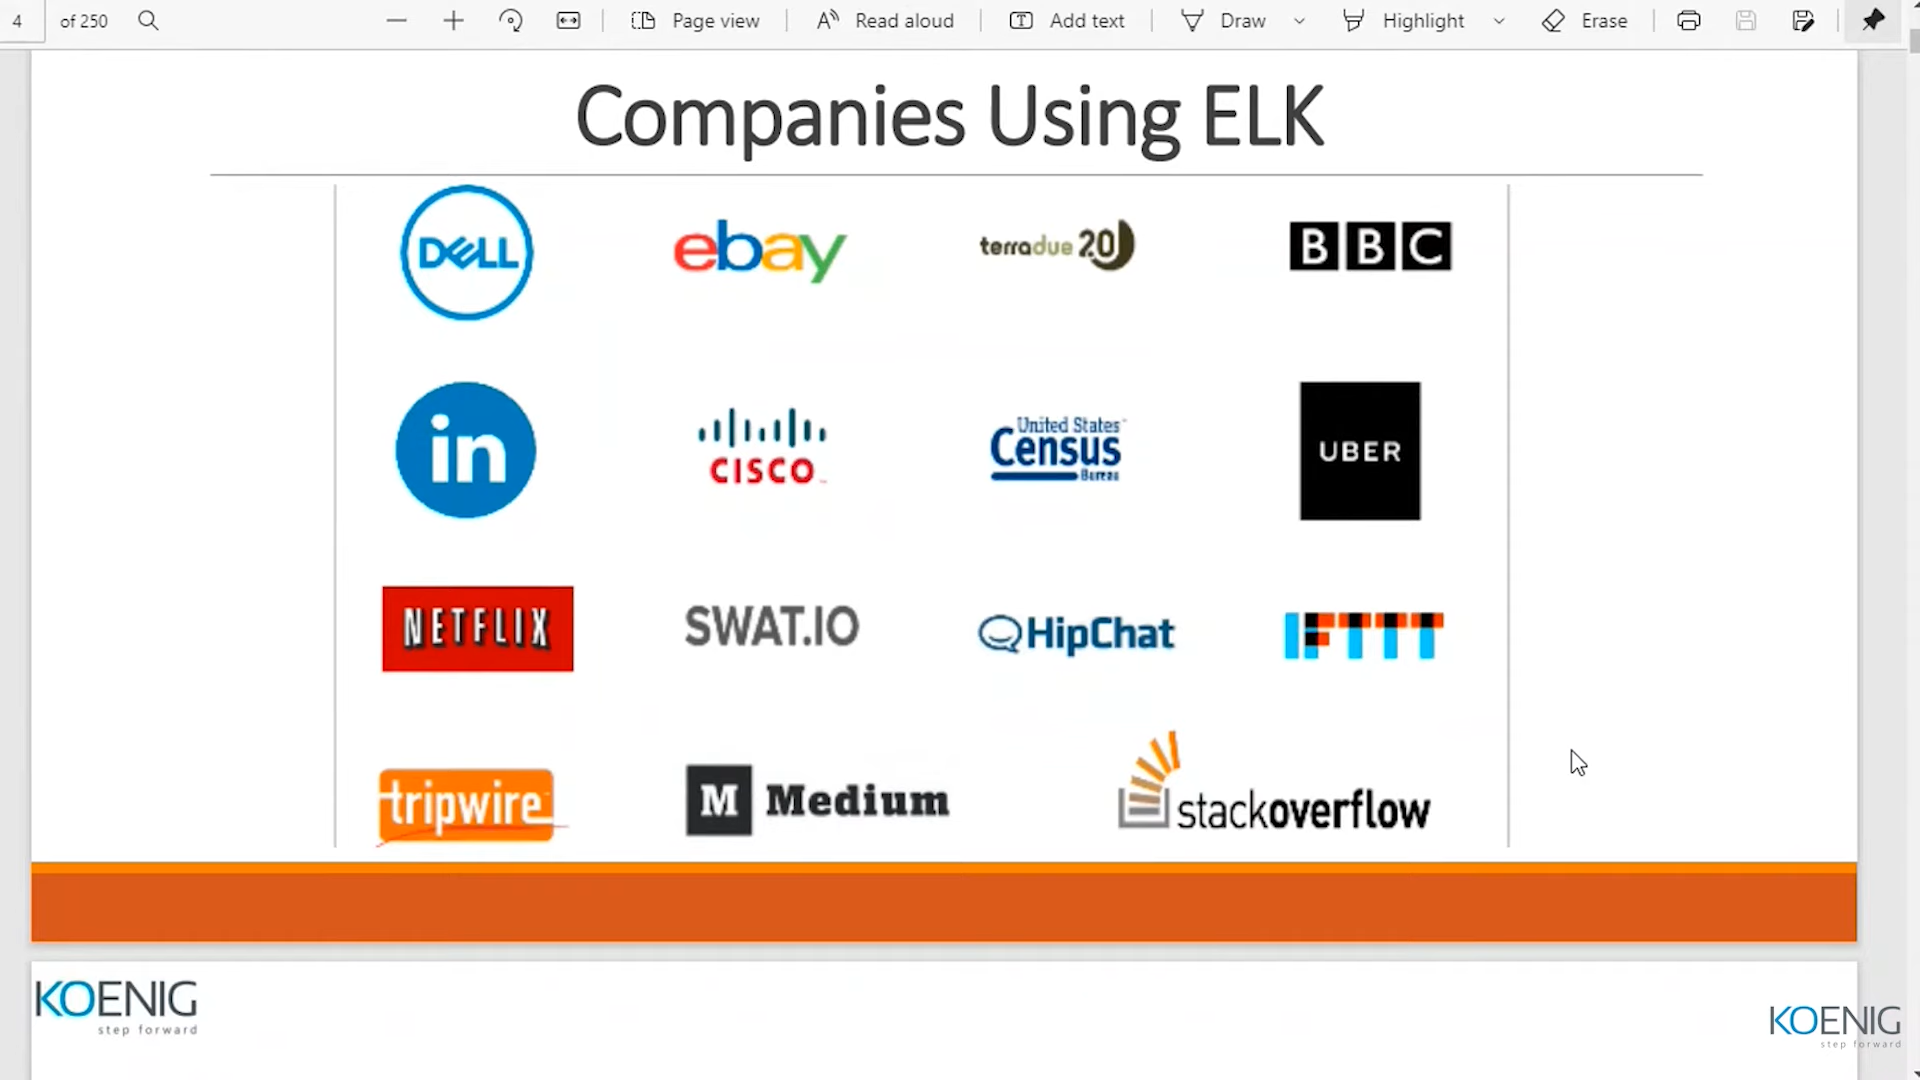 4 of 250 Page view Read aloud Add text Draw Highlight Erase
Companies Using ELK
DELL ebay terradue 2.0 BBC
in CISCO United States Census Bureau UBER
NETFLIX SWAT.IO HipChat IFTTT
tripwire M Medium stackoverflow
KOENIG
step forward
KOENIG
step forward